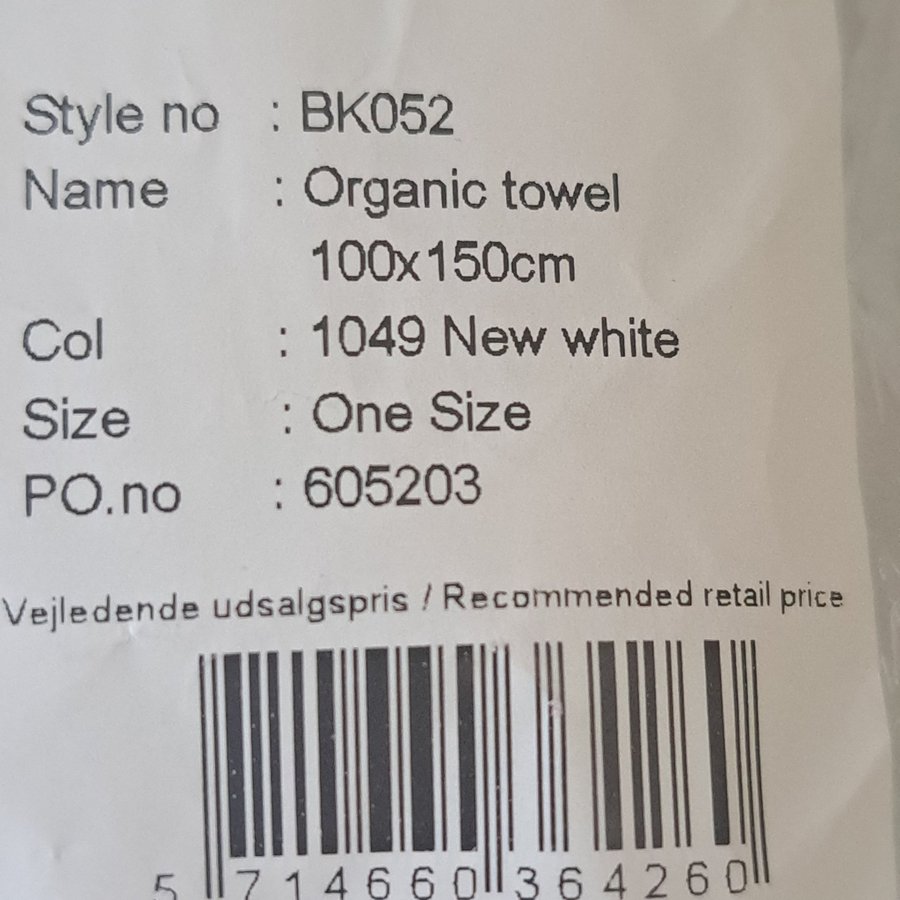 Style no : BK052
Name : Organic towel
100x150cm
Col : 1049 New white
Size : One Size
PO.no : 605203
Vejledende udsalgspris / Recommended retail price
5 714660 364260